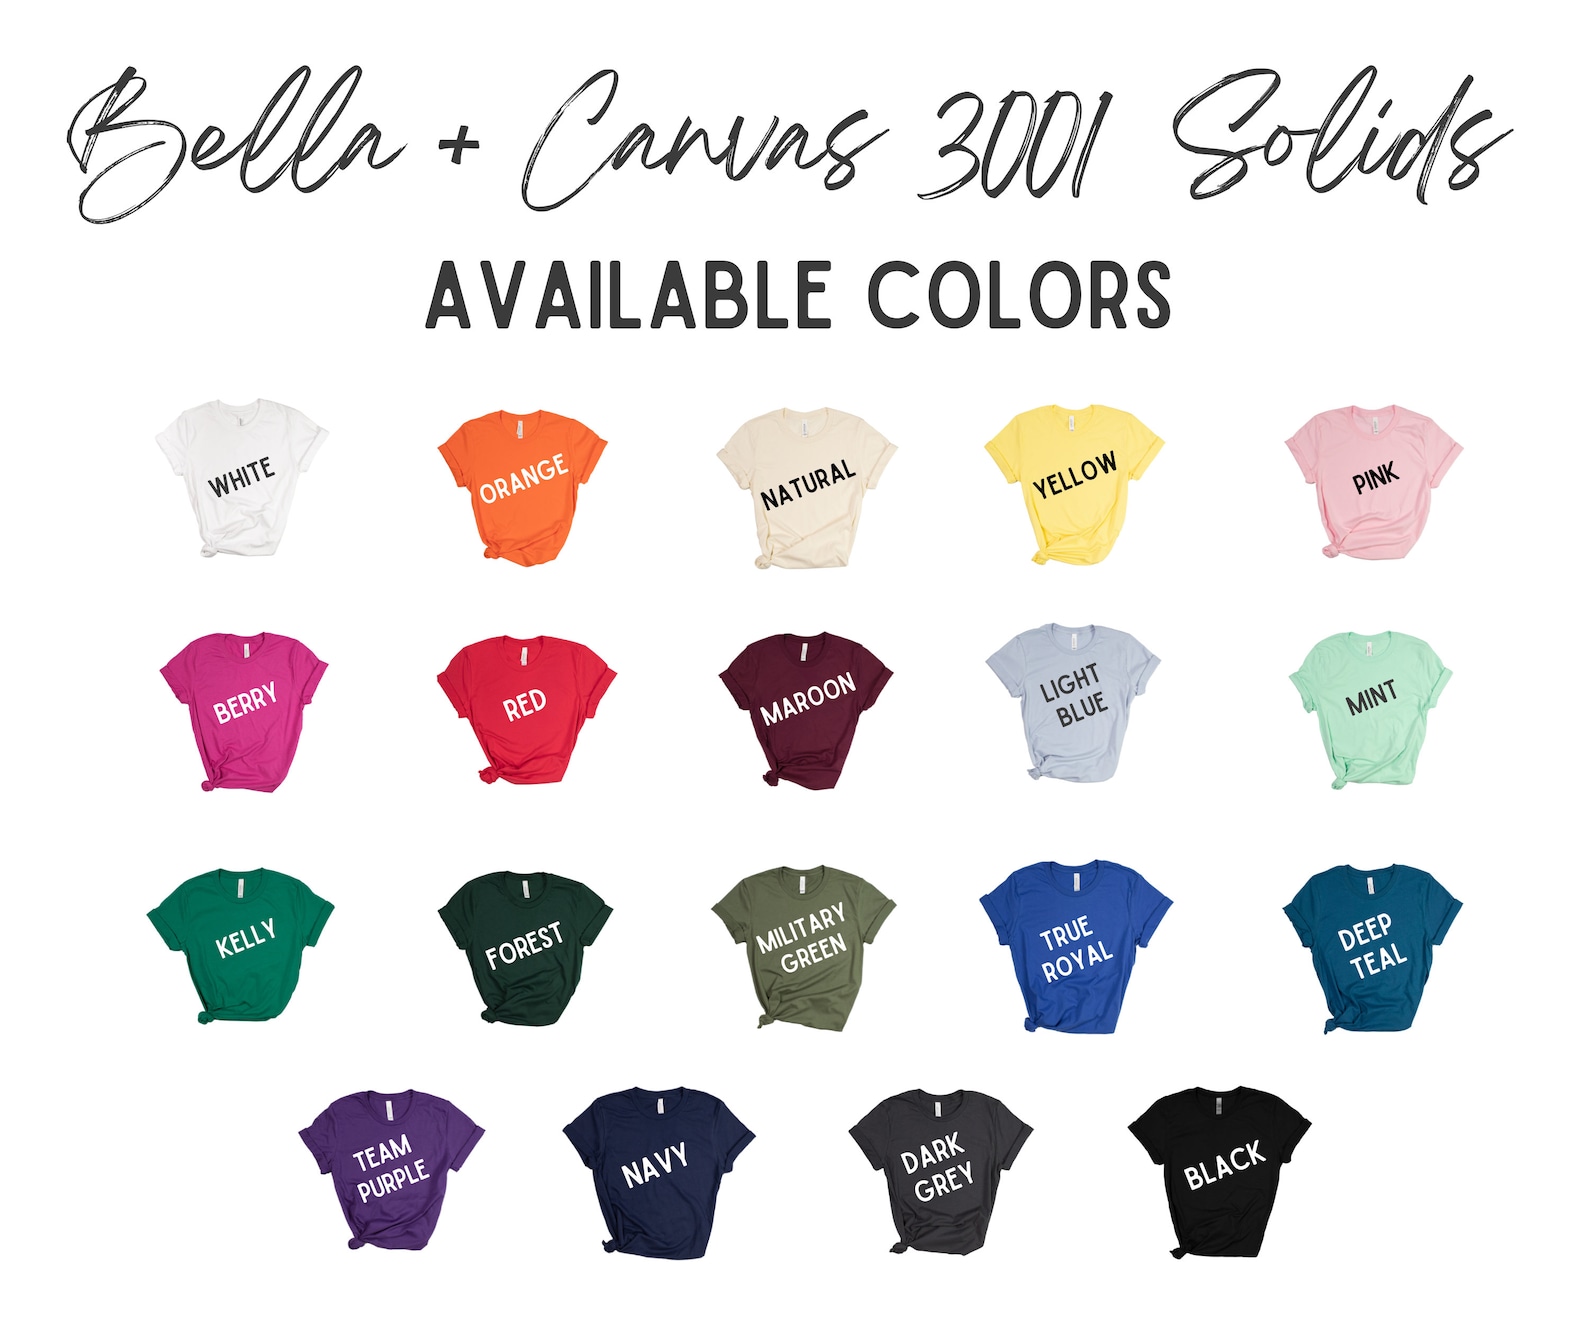 Bella + Canvas 3001 Solids
AVAILABLE COLORS
WHITE
ORANGE
NATURAL
YELLOW
PINK
BERRY
RED
MAROON
LIGHT
BLUE
MINT
KELLY
FOREST
MILITARY
GREEN
TRUE
ROYAL
DEEP
TEAL
TEAM
PURPLE
NAVY
DARK
GREY
BLACK